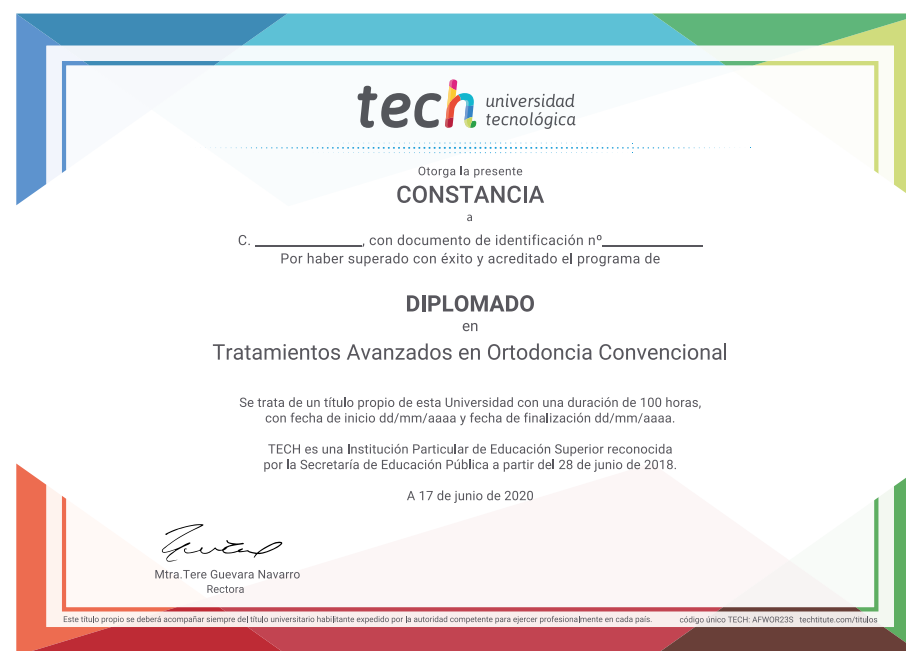 tech universidad
tecnológica
Otorga la presente
CONSTANCIA
a
C. ______________, con documento de identificación nº______________
Por haber superado con éxito y acreditado el programa de
DIPLOMADO
en
Tratamientos Avanzados en Ortodoncia Convencional
Se trata de un título propio de esta Universidad con una duración de 100 horas,
con fecha de inicio dd/mm/aaaa y fecha de finalización dd/mm/aaaa.
TECH es una Institución Particular de Educación Superior reconocida
por la Secretaría de Educación Pública a partir del 28 de junio de 2018.
A 17 de junio de 2020
Mtra.Tere Guevara Navarro
Rectora
Este título propio se deberá acompañar siempre del título universitario habilitante expedido por la autoridad competente para ejercer profesionalmente en cada país. código único TECH: AFWOR23S techtitute.com/titulos